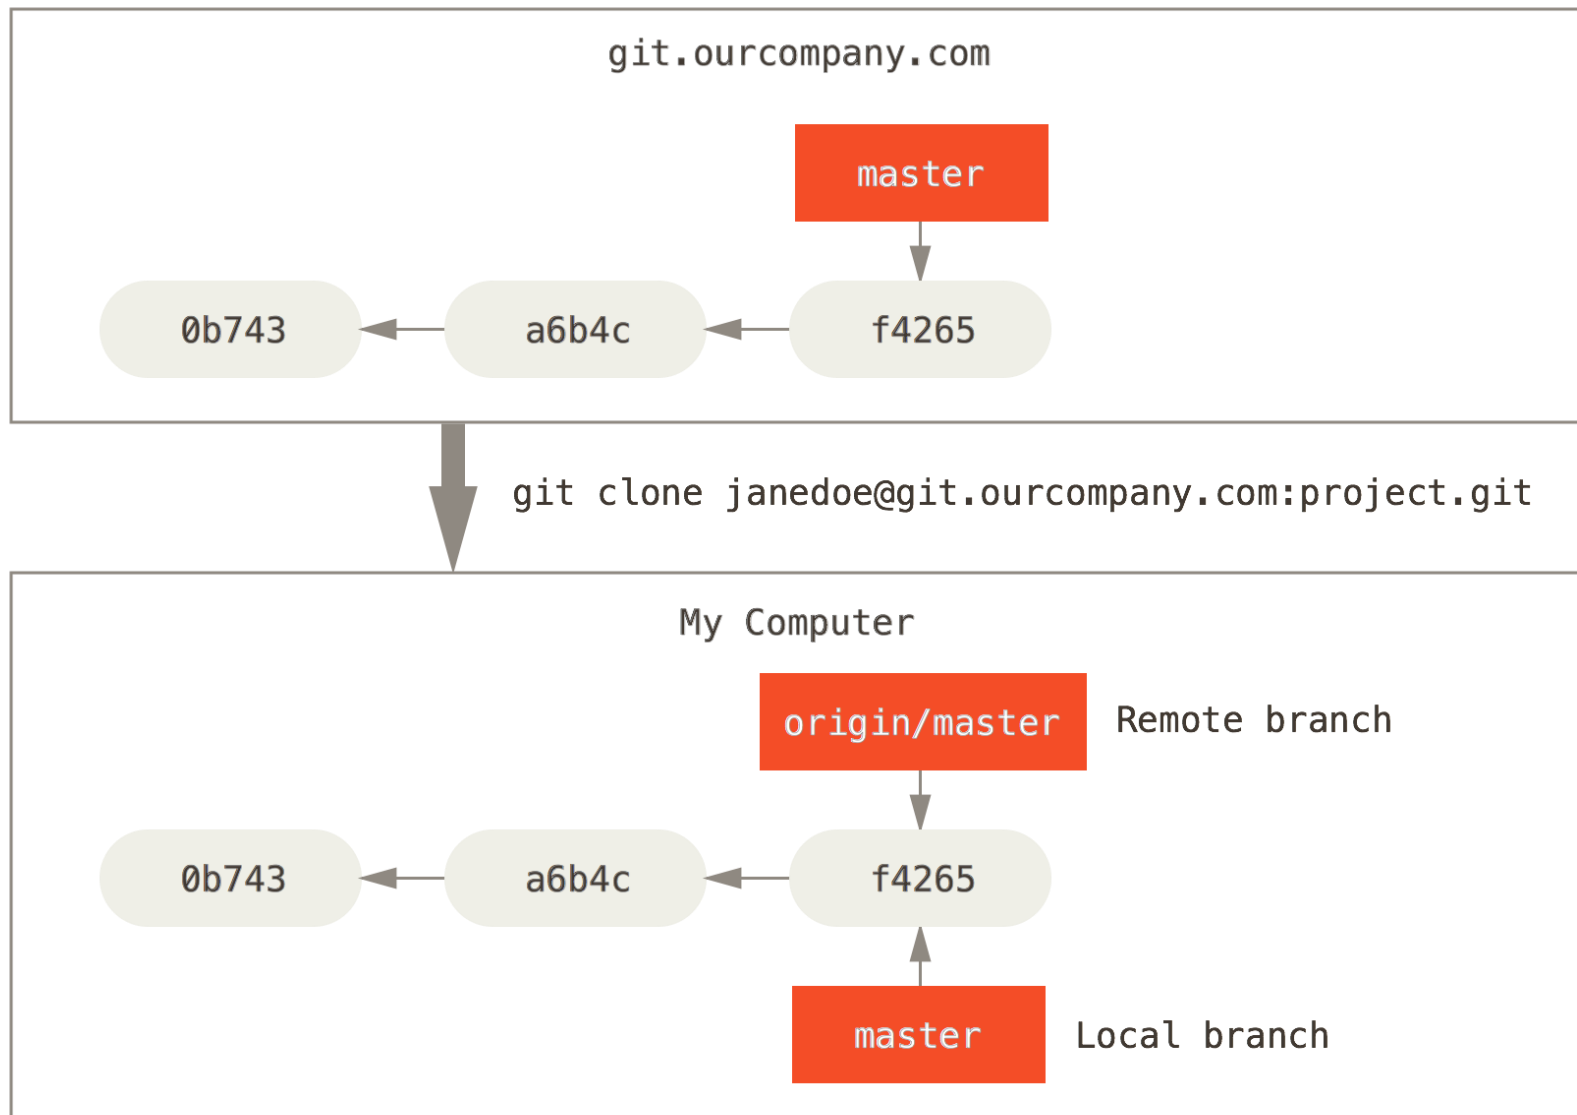 git.ourcompany.com
master
0b743
a6b4c
f4265
git clone janedoe@git.ourcompany.com:project.git
My Computer
origin/master
Remote branch
0b743
a6b4c
f4265
master
Local branch